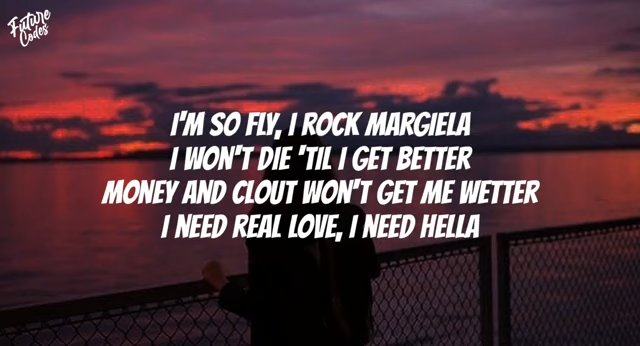 Future
Codes
I'M SO FLY, I ROCK MARGIELA
I WON'T DIE 'TIL I GET BETTER
MONEY AND CLOUT WON'T GET ME WETTER
I NEED REAL LOVE, I NEED HELLA